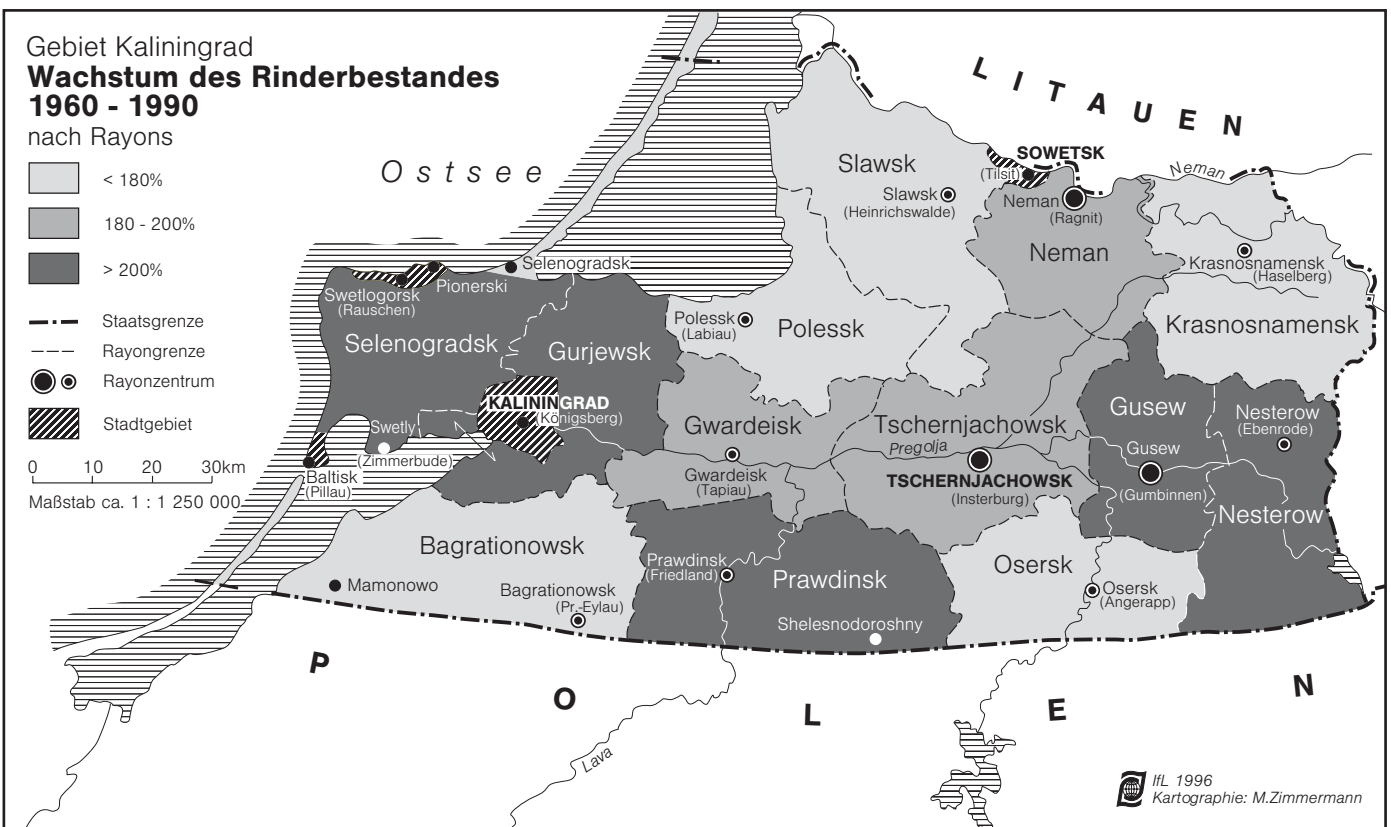 Gebiet Kaliningrad
Wachstum des Rinderbestandes
1960 - 1990
nach Rayons
< 180%
180 - 200%
> 200%
Staatsgrenze
Rayongrenze
Rayonzentrum
Stadtgebiet
0 10 20 30km
Maßstab ca. 1 : 1 250 000
Ostsee
LITAUEN
Neman
SOWETSK
(Tilsit)
Slawsk
Slawsk
(Heinrichswalde)
Neman
(Ragnit)
Neman
Krasnosnamensk
(Haselberg)
Krasnosnamensk
Selenogradsk
Pionerski
Swetlogorsk
(Rauschen)
Selenogradsk
Gurjewsk
Polessk
(Labiau)
Polessk
KALININGRAD
(Königsberg)
Swetly
(Zimmerbude)
Baltisk
(Pillau)
Gwardeisk
Gwardeisk
(Tapiau)
Tschernjachowsk
Pregolja
TSCHERNJACHOWSK
(Insterburg)
Gusew
Gusew
(Gumbinnen)
Nesterow
(Ebenrode)
Nesterow
Bagrationowsk
Mamonowo
Bagrationowsk
(Pr.-Eylau)
Prawdinsk
(Friedland)
Prawdinsk
Shelesnodoroshny
Osersk
Osersk
(Angerapp)
POLEN
Lava
IfL 1996
Kartographie: M.Zimmermann